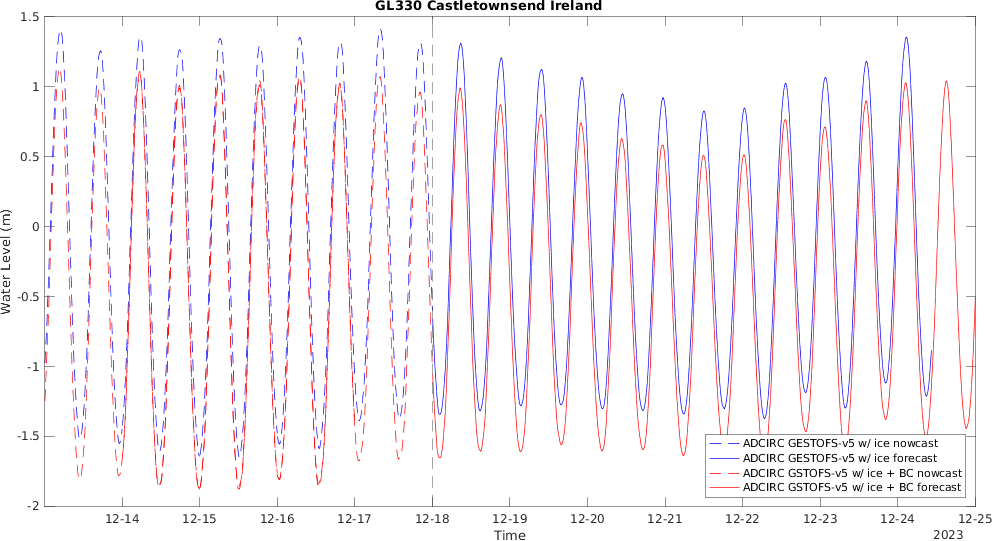 GL330 Castletownsend Ireland
1.5
1
0.5
0
-0.5
-1
-1.5
-2
Water Level (m)
ADCIRC GESTOFS-v5 w/ ice nowcast
ADCIRC GESTOFS-v5 w/ ice forecast
ADCIRC GSTOFS-v5 w/ ice + BC nowcast
ADCIRC GSTOFS-v5 w/ ice + BC forecast
12-14 12-15 12-16 12-17 12-18 12-19 12-20 12-21 12-22 12-23 12-24 12-25
Time
2023